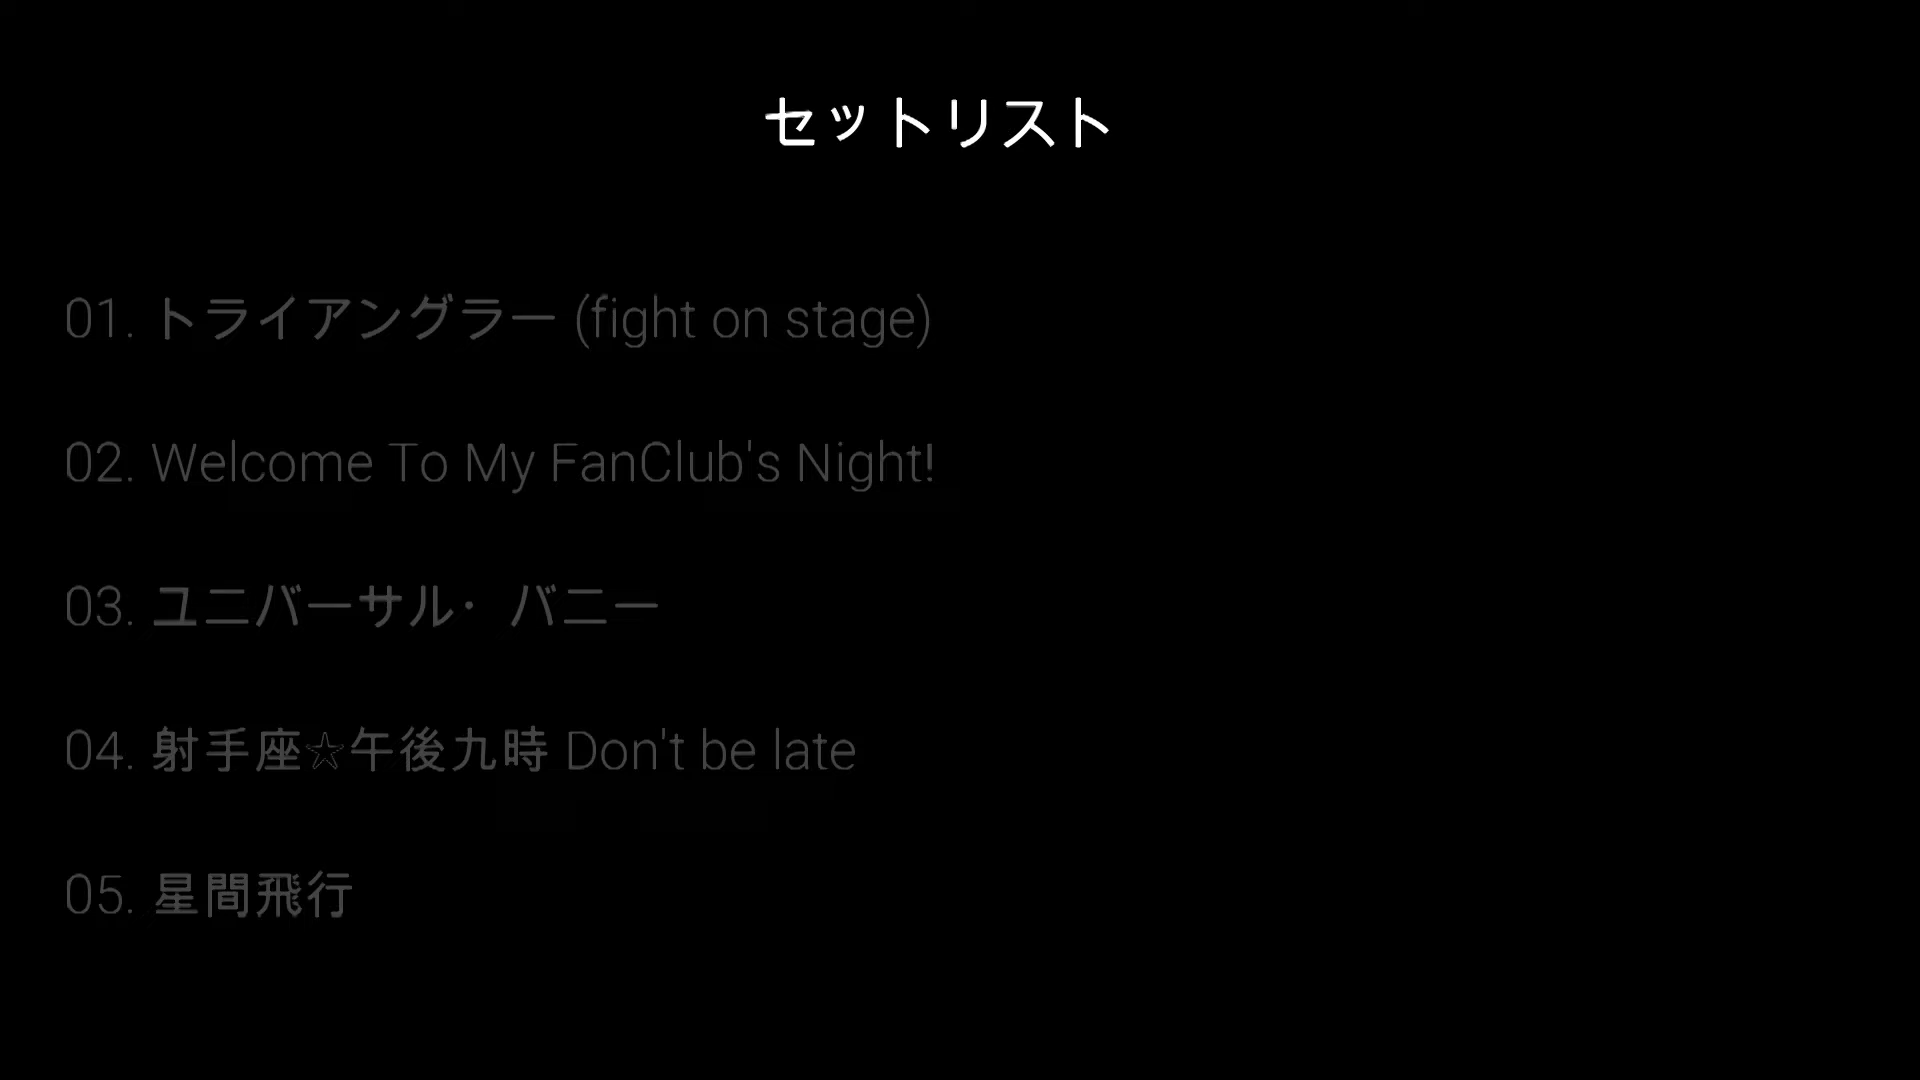 セットリスト
01. トライアングラー (fight on stage)
02. Welcome To My FanClub's Night!
03. ユニバーサル・バニー
04. 射手座☆午後九時 Don't be late
05. 星間飛行